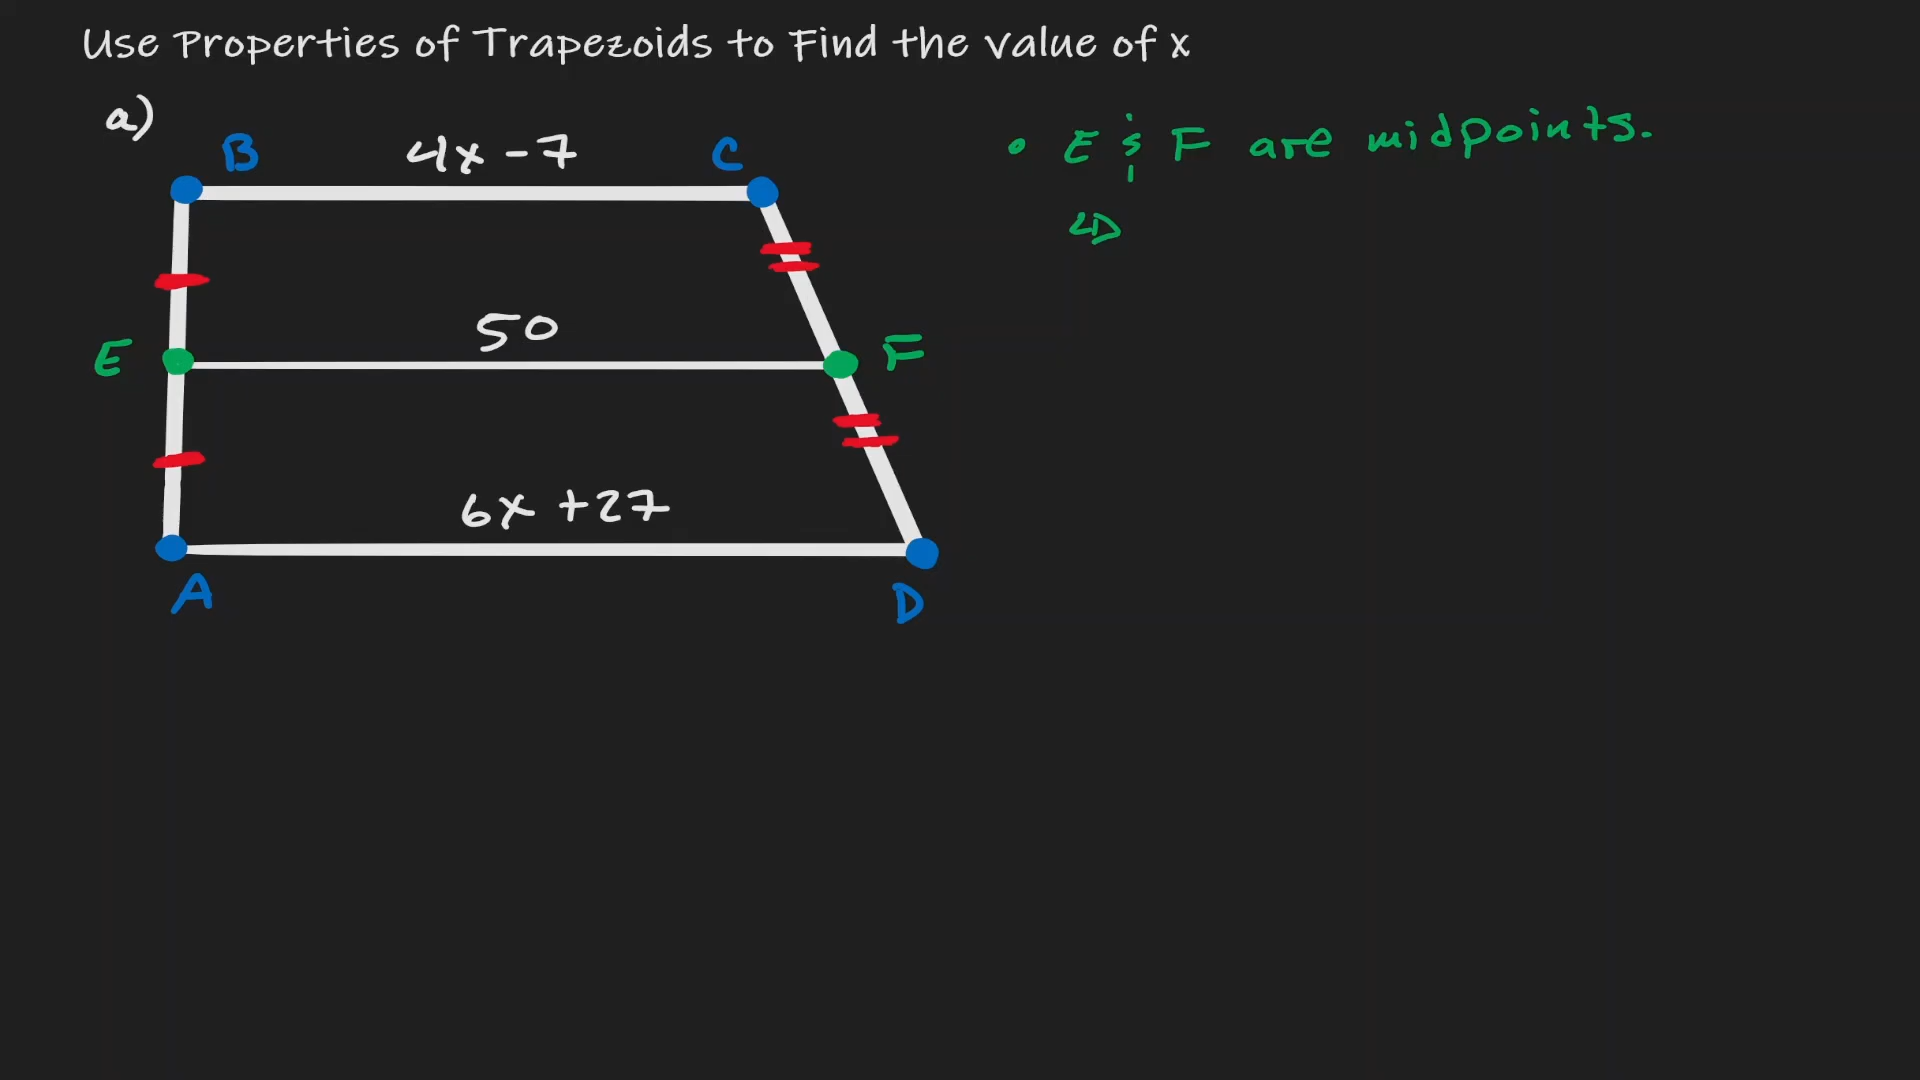 Use Properties of Trapezoids to Find the Value of x
a)
B 4x - 7 C
• E & F are midpoints.
E 50 F
6x + 27
A D